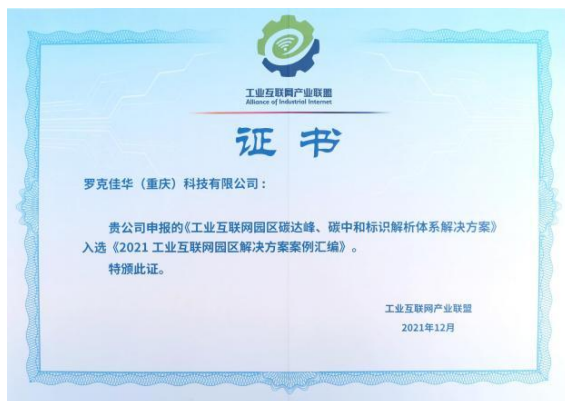 工业互联网产业联盟
Alliance of Industrial Internet
证书
罗克佳华（重庆）科技有限公司：
贵公司申报的《工业互联网园区碳达峰、碳中和标识解析体系解决方案》
入选《2021 工业互联网园区解决方案案例汇编》。
特颁此证。
工业互联网产业联盟
2021年12月